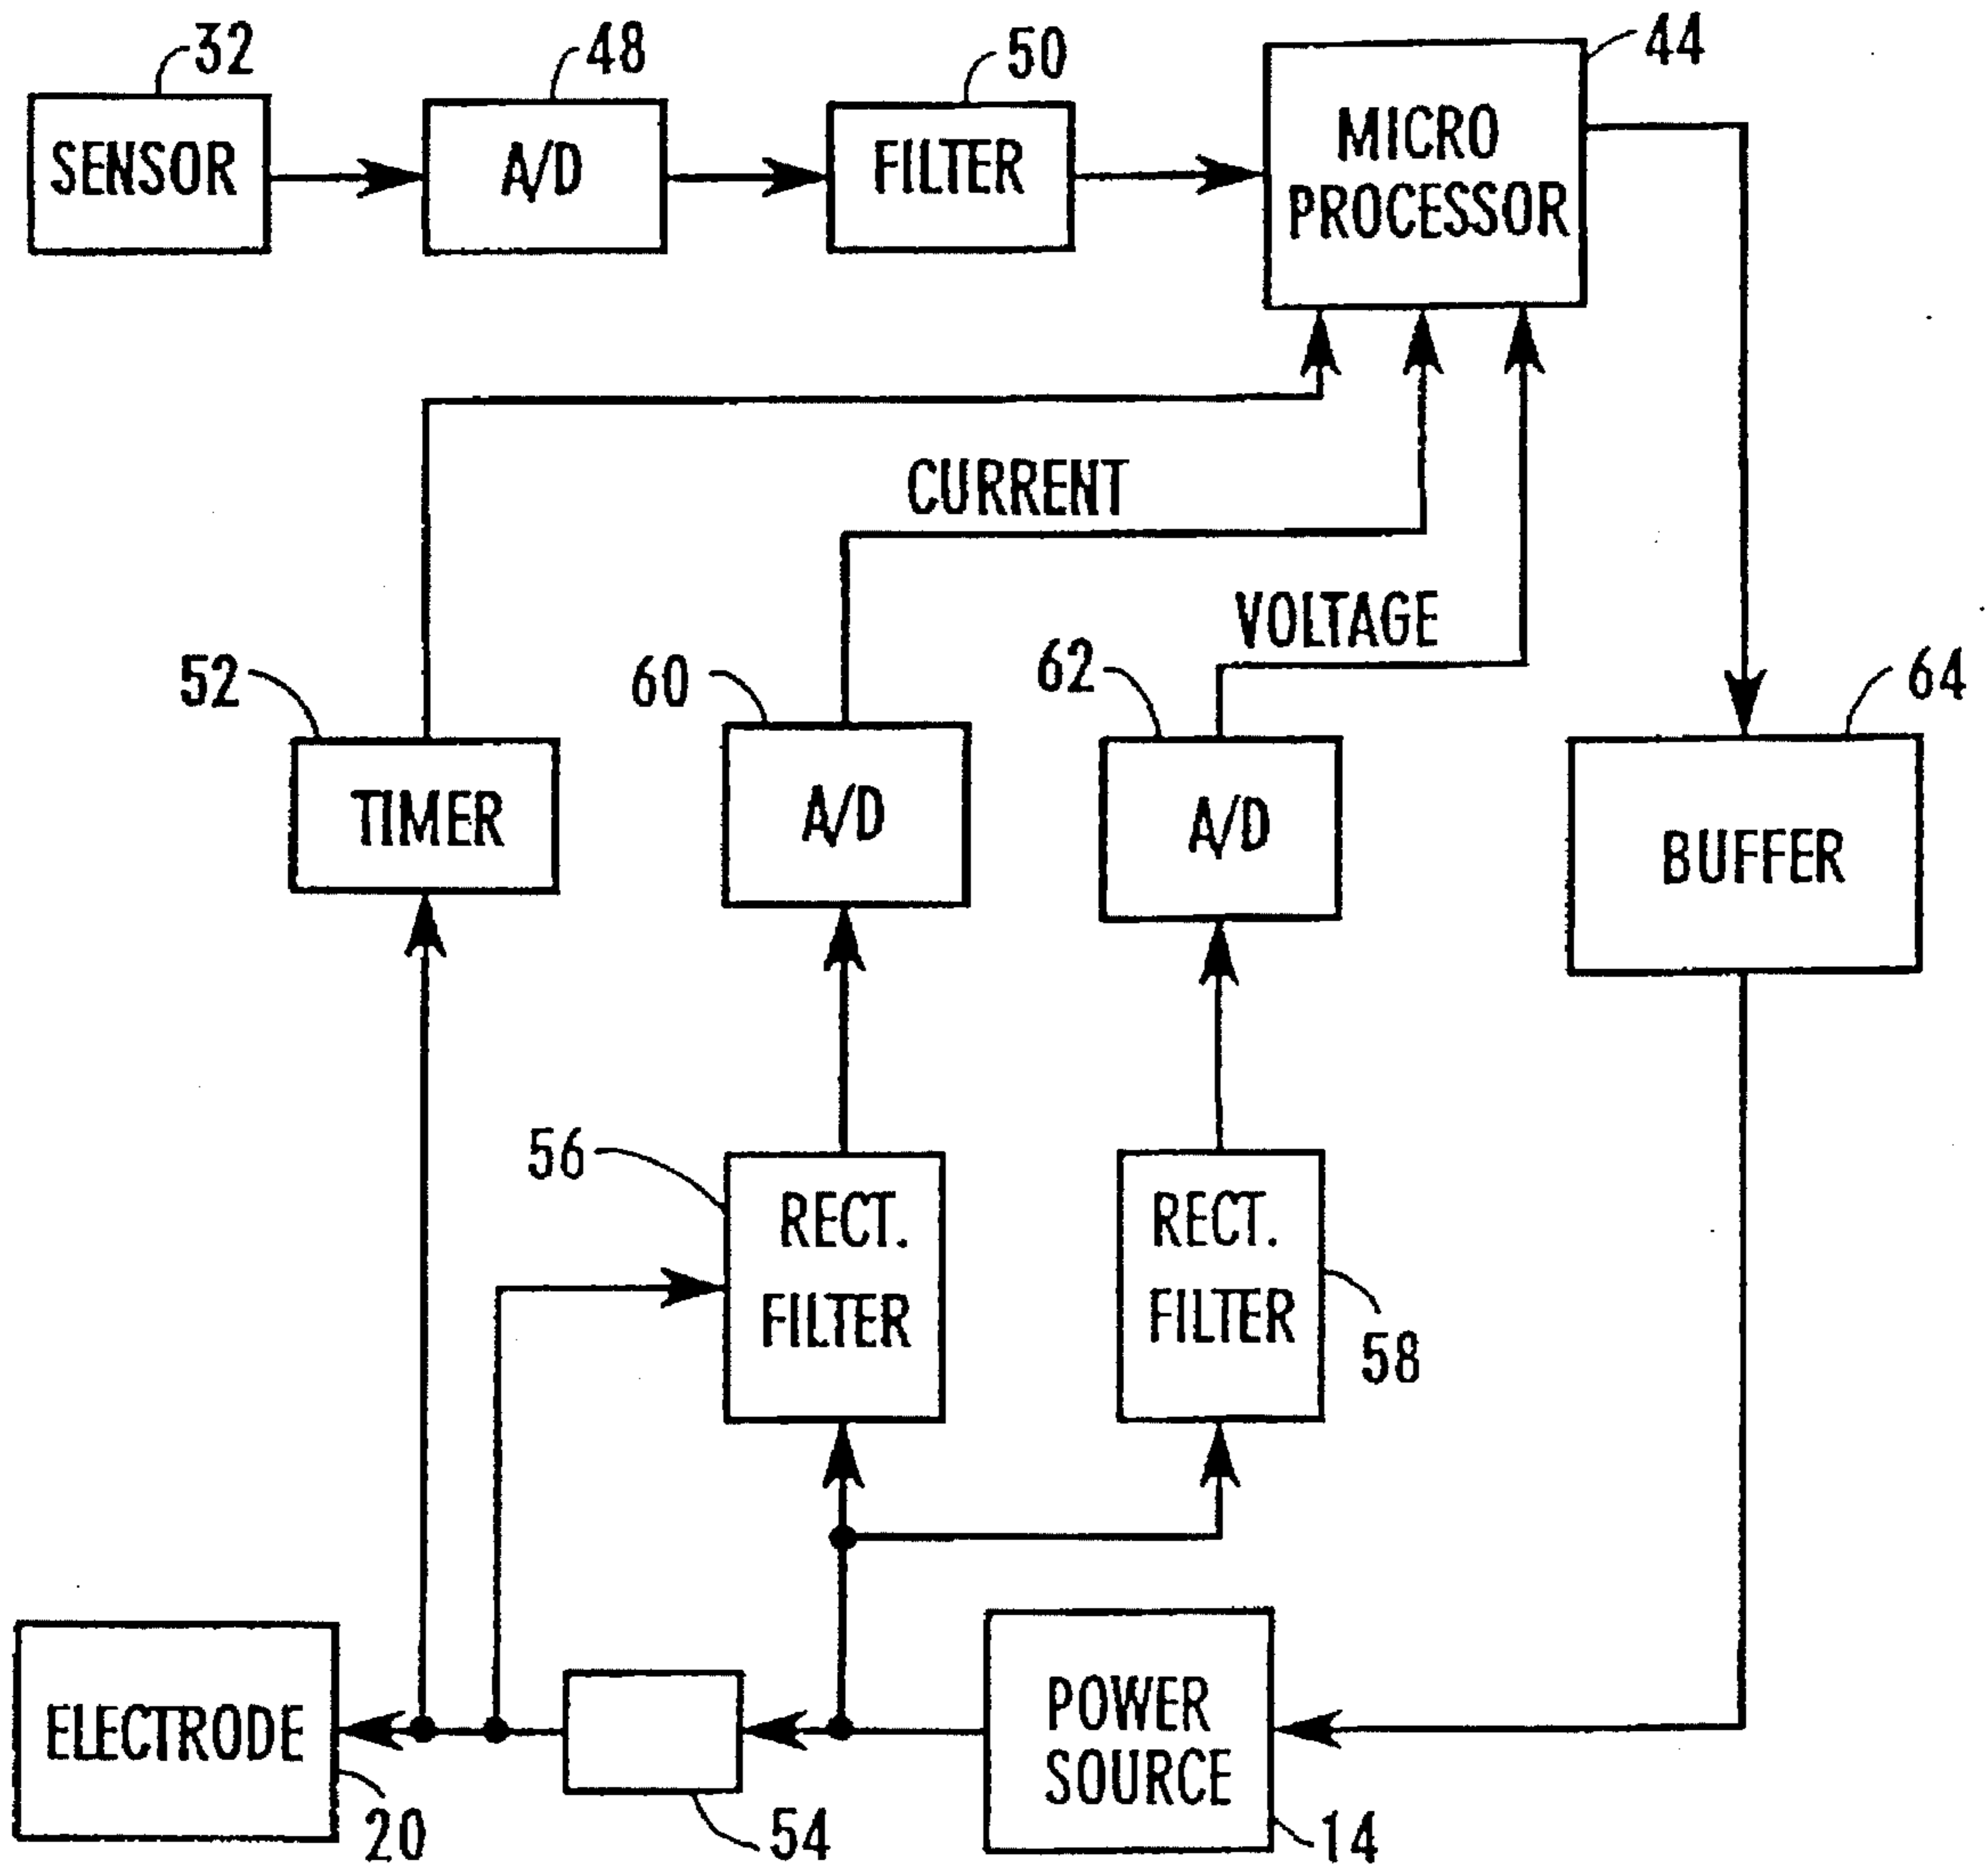 32
48
50
44
SENSOR
A/D
FILTER
MICRO
PROCESSOR
CURRENT
VOLTAGE
52
60
62
64
TIMER
A/D
A/D
BUFFER
56
RECT.
FILTER
RECT.
FILTER
58
ELECTRODE
POWER
SOURCE
20
54
14